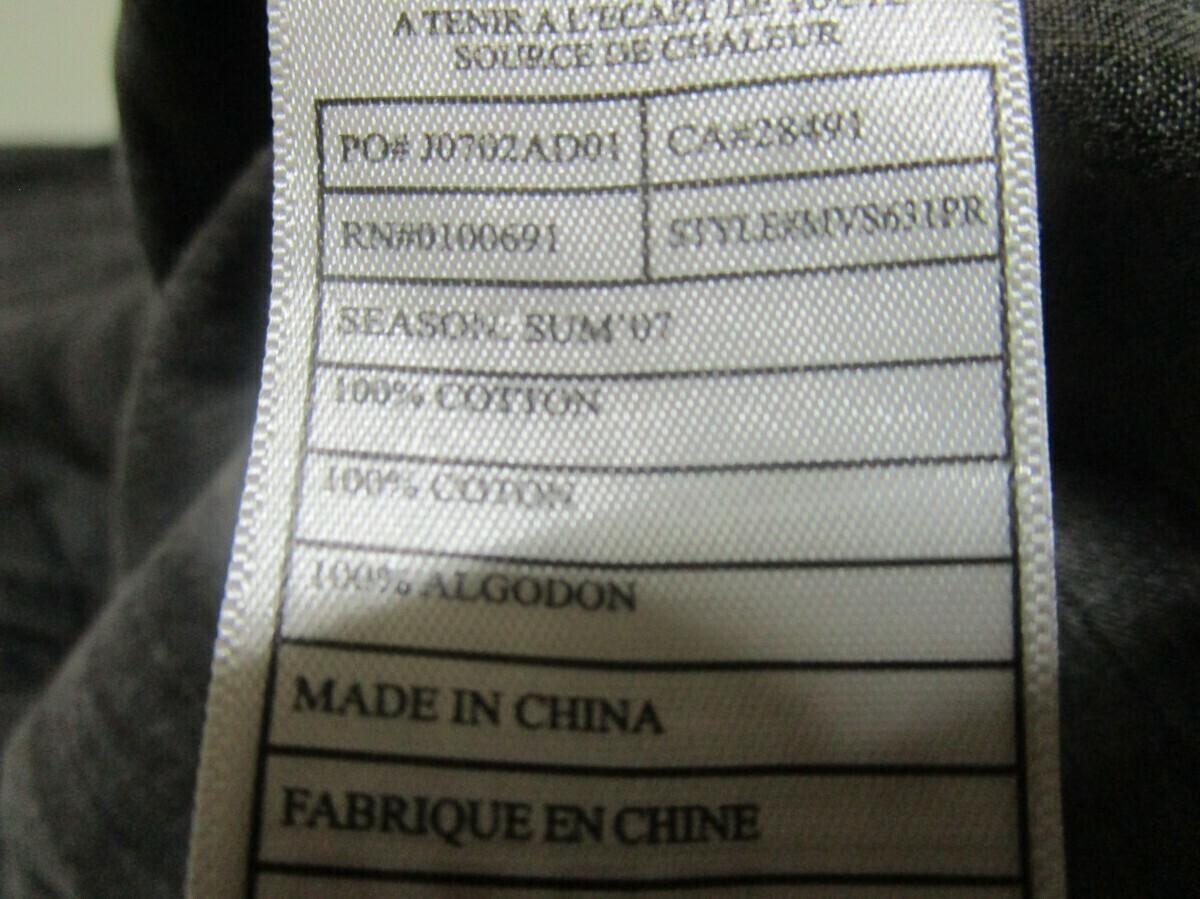 A TENIR A L'ECART DE TOUTE
SOURCE DE CHALEUR
PO# J0702AD01 CA#28491
RN#0100691 STYLE#MVS631PR
SEASON: SUM'07
100% COTTON
100% COTON
100% ALGODON
MADE IN CHINA
FABRIQUE EN CHINE